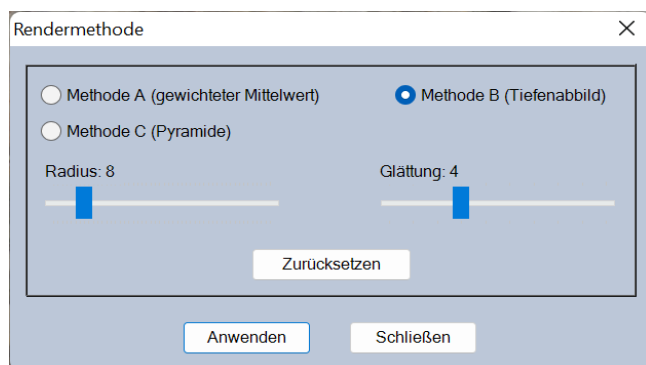 Rendermethode
Methode A (gewichteter Mittelwert)
Methode B (Tiefenabbild)
Methode C (Pyramide)
Radius: 8
Glättung: 4
Zurücksetzen
Anwenden
Schließen